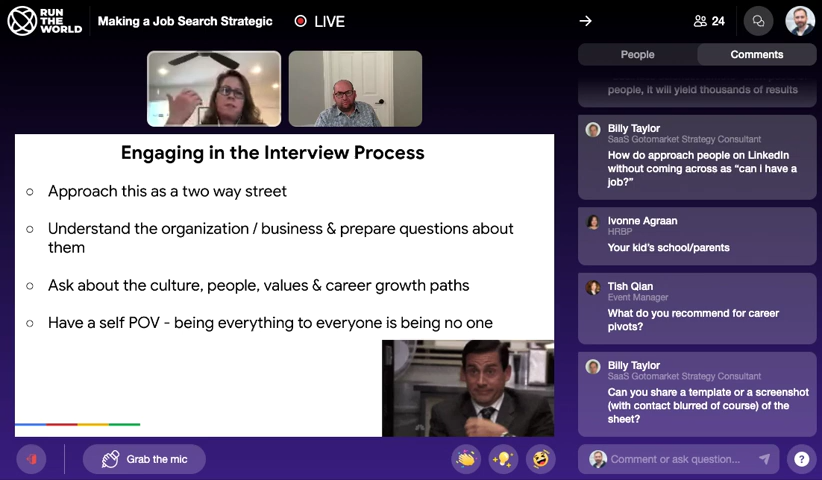 RUN
THE
WORLD
Making a Job Search Strategic
LIVE
24
People
Comments
people, it will yield thousands of results
Billy Taylor
SaaS Gotomarket Strategy Consultant
How do approach people on LinkedIn
without coming across as “can i have a
job?”
Ivonne Agraan
HRBP
Your kid's school/parents
Tish Qian
Event Manager
What do you recommend for career
pivots?
Billy Taylor
SaaS Gotomarket Strategy Consultant
Can you share a template or a screenshot
(with contact blurred of course) of the
sheet?
Comment or ask question...
?
Engaging in the Interview Process
Approach this as a two way street
Understand the organization / business & prepare questions about
them
Ask about the culture, people, values & career growth paths
Have a self POV - being everything to everyone is being no one
Grab the mic